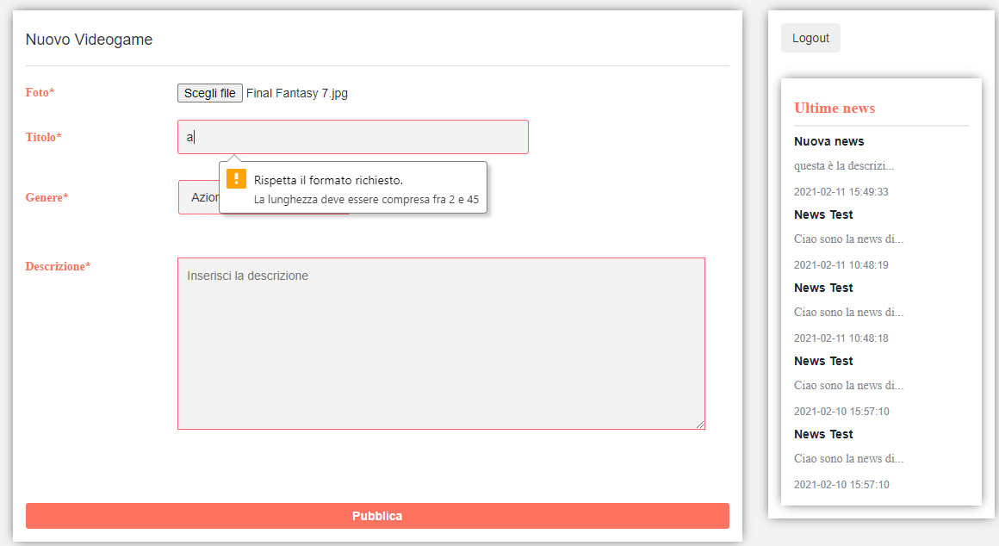 Nuovo Videogame
Foto*
Scegli file Final Fantasy 7.jpg
Titolo*
a
Rispetta il formato richiesto.
La lunghezza deve essere compresa fra 2 e 45
Genere*
Azion
Descrizione*
Inserisci la descrizione
Pubblica
Logout
Ultime news
Nuova news
questa è la descrizi...
2021-02-11 15:49:33
News Test
Ciao sono la news di...
2021-02-11 10:48:19
News Test
Ciao sono la news di...
2021-02-11 10:48:18
News Test
Ciao sono la news di...
2021-02-10 15:57:10
News Test
Ciao sono la news di...
2021-02-10 15:57:10